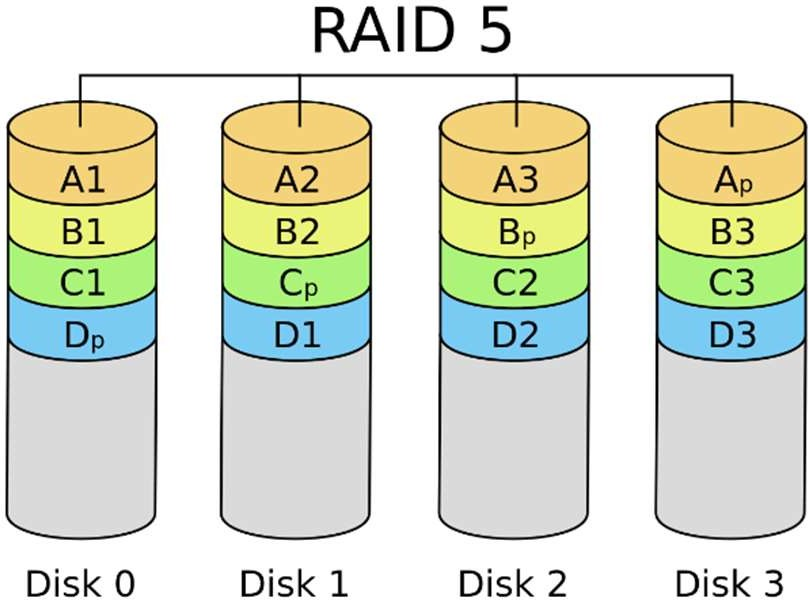 RAID 5
A1 A2 A3 Ap
B1 B2 Bp B3
C1 Cp C2 C3
Dp D1 D2 D3
Disk 0 Disk 1 Disk 2 Disk 3